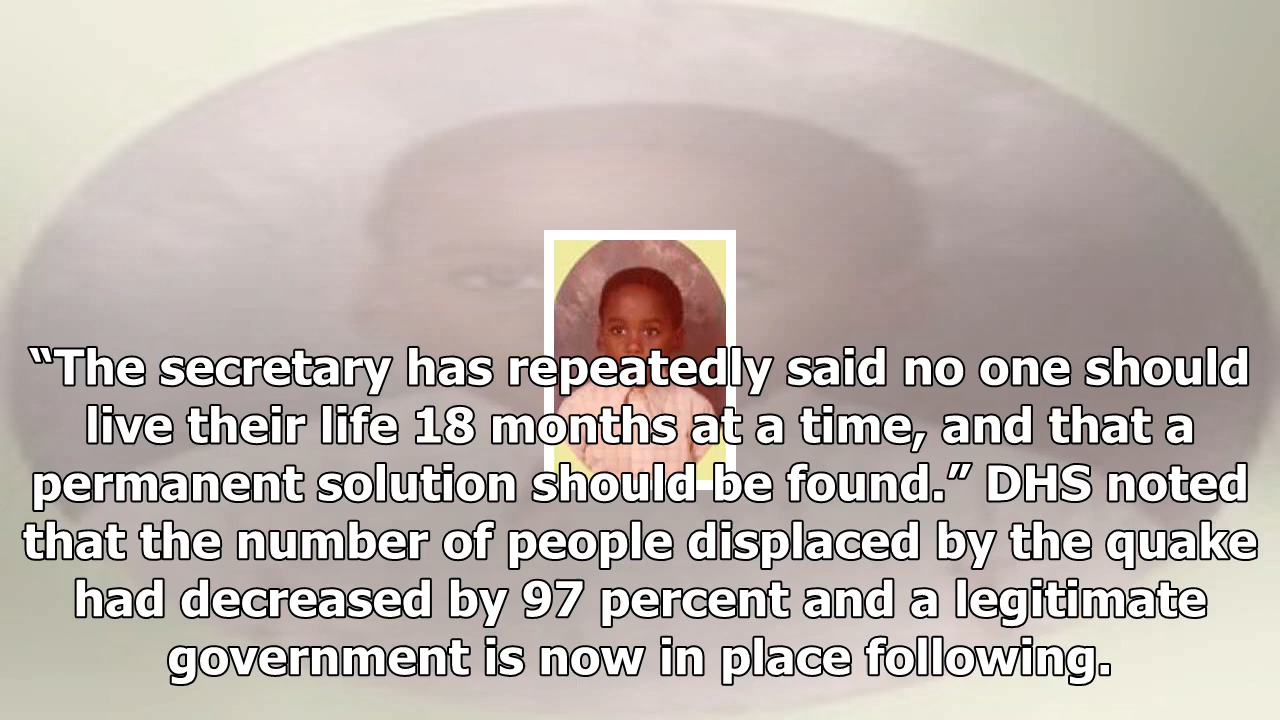 “The secretary has repeatedly said no one should
live their life 18 months at a time, and that a
permanent solution should be found.” DHS noted
that the number of people displaced by the quake
had decreased by 97 percent and a legitimate
government is now in place following.